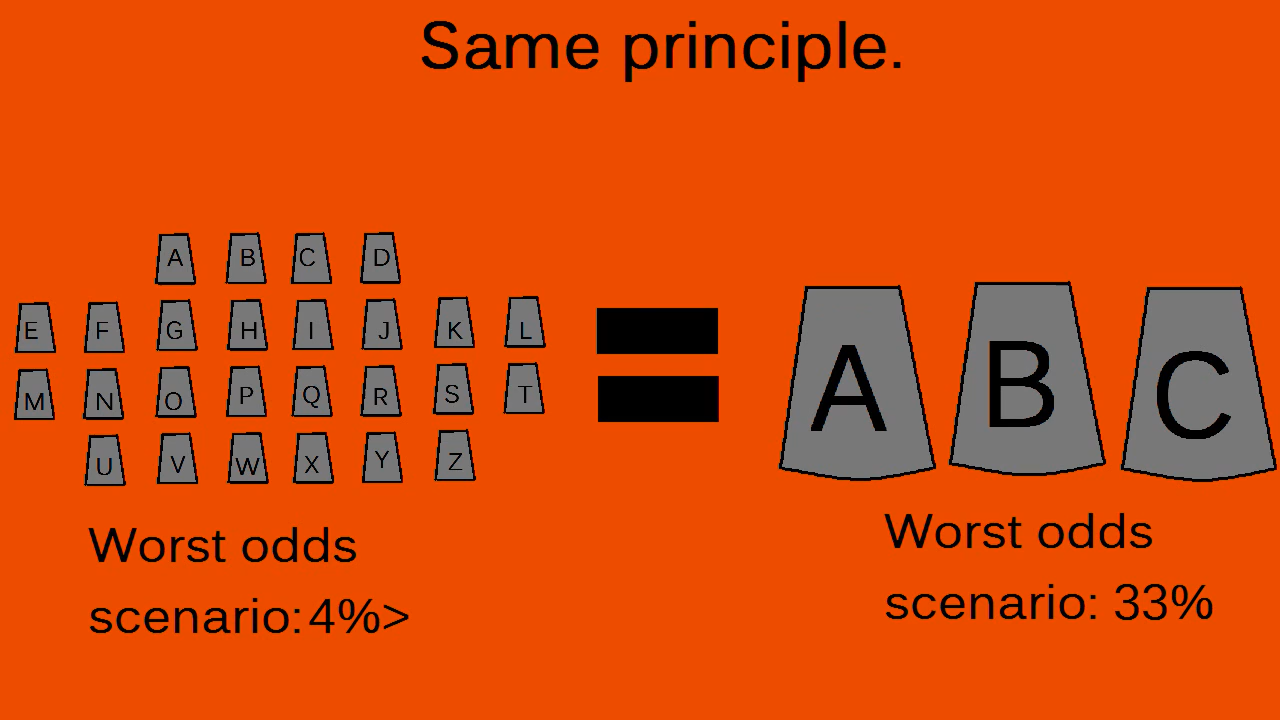 Same principle.
A B C D
E F G H I J K L
M N O P Q R S T
U V W X Y Z
A B C
Worst odds
scenario: 4%>
Worst odds
scenario: 33%